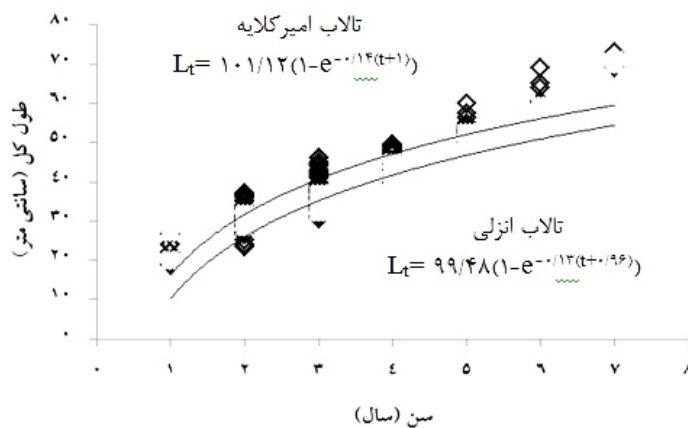 تالاب امیرکلایه
Lt= ۱۰۱/۱۲(۱-e^-۰/۱۴(t+۱))
تالاب انزلی
Lt= ۹۹/۴۸(۱-e^-۰/۱۳(t+۰/۹۶))
طول کل (سانتی متر)
۸۰
۷۰
۶۰
۵۰
۴۰
۳۰
۲۰
۱۰
۰
۰ ۱ ۲ ۳ ۴ ۵ ۶ ۷ ۸
سن (سال)